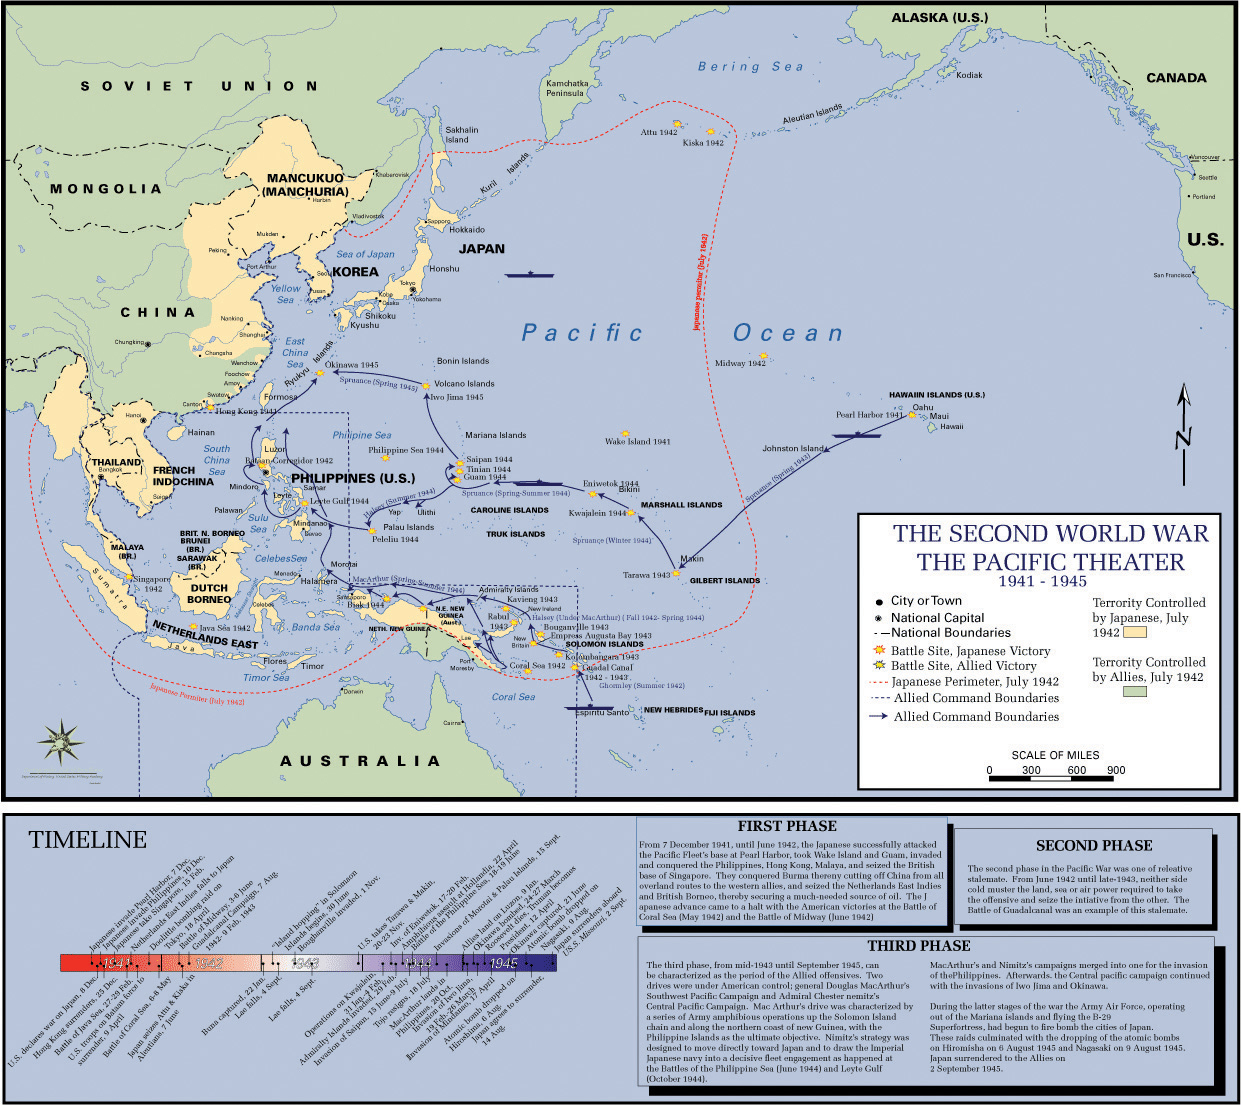 ALASKA (U.S.)
Bering Sea
CANADA
SOVIET UNION
Kamchatka
Peninsula
Kodiak
Aleutian Islands
Attu 1942
Kiska 1942
Sakhalin
Island
Vancouver
Seattle
Portland
MONGOLIA
MANCUKUO
(MANCHURIA)
Harbin
Khabarovisk
Kuril Islands
Vladivostok
Sapporo
Hokkaido
Mukden
JAPAN
U.S.
Peking
Port Arthur
Sea of Japan
KOREA
Honshu
San Francisco
Japanese perimiter (July 1942)
Yellow
Sea
Tokyo
Yokohama
Kobe
Osaka
Shikoku
Kyushu
CHINA
Nanking
Shanghai
Pacific Ocean
Chungking
Changsha
East
China
Sea
Wenchow
Foochow
Amoy
Swatow
Canton
Ryukyu Islands
Okinawa 1945
Bonin Islands
Midway 1942
Spruance (Spring 1945)
Volcano Islands
Iwo Jima 1945
Formosa
HAWAIIN ISLANDS (U.S.)
Hong Kong 1941
Pearl Harbor 1941
Oahu
Maui
Hawaii
Hanoi
Hainan
Philipine Sea
Mariana Islands
Wake Island 1941
Johnston Island
South
China
Sea
Luzon
Bataan-Corregidor 1942
Philippine Sea 1944
Saipan 1944
Tinian 1944
Guam 1944
THAILAND
Bangkok
FRENCH
INDOCHINA
Saigon
PHILIPPINES (U.S.)
Mindoro
Samar
Leyte
Leyte Gulf 1944
Halsey (Summer 1944)
Spruance (Spring-Summer 1944)
Eniwetok 1944
Bikini
Spruance (Spring 1943)
Palawan
Yap
Ulithi
CAROLINE ISLANDS
Kwajalein 1944
MARSHALL ISLANDS
Sulu
Sea
Mindanao
Davao
Palau Islands
Peleliu 1944
TRUK ISLANDS
Spruance (Winter 1944)
BRIT. N. BORNEO
BRUNEI
(BR.)
SARAWAK
(BR.)
MALAYA
(BR.)
CelebesSea
Makin
Tarawa 1943
GILBERT ISLANDS
Sumatra
Singapore
1942
DUTCH
BORNEO
Manado
Morotai
Halmahera
MacArthur (Spring-Summer 1944)
Admiralty Islands
Kavieng 1943
New Ireland
Sansapore
Biak 1944
N.E. NEW
GUINEA
(Aust.)
Rabul
1943
Halsey (Under MacArthur) ( Fall 1942- Spring 1944)
Celebes
Java Sea 1942
Banda Sea
NETH. NEW GUINEA
Lae
New
Britain
Bouganville 1943
Empress Augusta Bay 1943
SOLOMON ISLANDS
NETHERLANDS EAST
Java
Kolombangara 1943
Flores
Timor
Port
Moresby
Coral Sea 1942
Guadal Canal
1942 - 1943
Timor Sea
Japanese Permiter (July 1942)
Darwin
Coral Sea
Ghormley (Summer 1942)
Espiritu Santo
NEW HEBRIDES
FIJI ISLANDS
Cairns
AUSTRALIA
N
THE SECOND WORLD WAR
THE PACIFIC THEATER
1941 - 1945
City or Town
National Capital
National Boundaries
Battle Site, Japanese Victory
Battle Site, Allied Victory
Japanese Perimeter, July 1942
Allied Command Boundaries
Allied Command Boundaries
Terrority Controlled
by Japanese, July
1942
Terrority Controlled
by Allies, July 1942
SCALE OF MILES
0 300 600 900
TIMELINE
Japanese invade Pearl Harbor, 7 Dec.
Japanese invade Philippines, 10 Dec.
Japanese take Singapore, 15 Feb.
Netherlands East Indies falls to Japan
Doolittle bombing raid on
Tokyo, 18 April
Battle of Midway, 3-6 June
Guadalcanal Campaign, 7 Aug.
1942- 9 Feb. 1943
"Island hopping" in Solomaon
Islands begins, 30 June
Bougainville invaded, 1 Nov.
U.S. takes Tarawa & Makin,
20-23 Nov.
Inv. of Eniwetok, 17-20 Feb.
Amphibious assault at Hollandia, 22 April
Battle of the Philippine Sea, 18-19 June
Invasions of Morotai & Palau Islands, 15 Sept.
Allies land on Luzon, 9 Jan.
Okinawa bombed, 24-27 March
Roosevelt dies, Truman becomes
President, 12 April
Okinawa captured, 21 June
Atomic bomb dropped on
Nagasaki, 9 Aug.
Japan surrenders aboard
U.S.S. Missouri, 2 Sept.
1941 1942 1943 1944 1945
U.S. declares war on Japan, 8 Dec.
Hong Kong surrenders, 25 Dec.
Battle of Java Sea, 27-29 Feb.
U.S. troops on Bataan force to
surrender, 9 April
Battle of Coral Sea, 6-8 May
Japan seizes Attu & Kiska in
Aleutians, 7 June
Buna captured, 22 Jan.
Lae falls, 4 Sept.
Lae falls, 4 Sept.
Operations on Kwajalein,
31 Jan. - 7 Feb.
Admiralty Islands invaded, 29 Feb.
Invasion of Saipan, 15 June-9 July
Tojo resigns, 18 July
MacArthur lands in
Philippines, 20 Oct.
Invasion of Mindanao, 17 April
Atomic bomb dropped on
Hiroshima, 6 Aug.
Japan agrees to surrender,
14 Aug.
FIRST PHASE
From 7 December 1941, until June 1942, the Japanese successfully attacked
the Pacific Fleet's base at Pearl Harbor, took Wake Island and Guam, invaded
and conquered the Philippines, Hong Kong, Malaya, and seized the British
base of Singapore. They conquered Burma thereny cutting off China from all
overland routes to the western allies, and seized the Netherlands East Indies
and British Borneo, thereby securing a much-needed source of oil. The J
apanese advance came to a halt with the American victories at the Battle of
Coral Sea (May 1942) and the Battle of Midway (June 1942)
SECOND PHASE
The second phase in the Pacific War was one of releative
stalemate. From June 1942 until late-1943, neither side
cold muster the land, sea or air power required to take
the offensive and seize the intiative from the other. The
Battle of Guadalcanal was an example of this stalemate.
THIRD PHASE
The third phase, from mid-1943 until September 1945, can
be characterized as the period of the Allied offensives. Two
drives were under American control; general Douglas MacArthur's
Southwest Pacific Campaign and Admiral Chester nemitz's
Central Pacific Campaign. Mac Arthur's drive was characterized by
a series of Army amphibious operations up the Solomon Island
chain and along the northern coast of new Guinea, with the
Philippine Islands as the ultimate objective. Nimitz's strategy was
designed to move directly toward Japan and to draw the Imperial
Japanese navy into a decisive fleet engagement as happened at
the Battles of the Philippine Sea (June 1944) and Leyte Gulf
(October 1944).
MacArthur's and Nimitz's campaigns merged into one for the invasion
of thePhilippines. Afterwards. the Central pacific campaign continued
with the invasions of Iwo Jima and Okinawa.
During the latter stages of the war the Army Air Force, operating
out of the Mariana islands and flying the B-29
Superfortress, had begun to fire bomb the cities of Japan.
These raids culminated with the dropping of the atomic bombs
on Hiromisha on 6 August 1945 and Nagasaki on 9 August 1945.
Japan surrendered to the Allies on
2 September 1945.